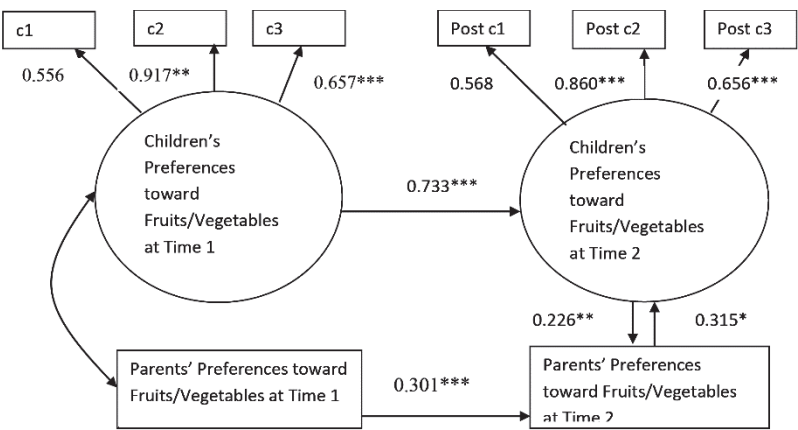 c1
c2
c3
Post c1
Post c2
Post c3
0.556
0.917**
0.657***
0.568
0.860***
0.656***
Children's
Preferences
toward
Fruits/Vegetables
at Time 1
0.733***
Children's
Preferences
toward
Fruits/Vegetables
at Time 2
0.226**
0.315*
Parents' Preferences toward
Fruits/Vegetables at Time 1
0.301***
Parents' Preferences
toward Fruits/Vegetables
at Time 2